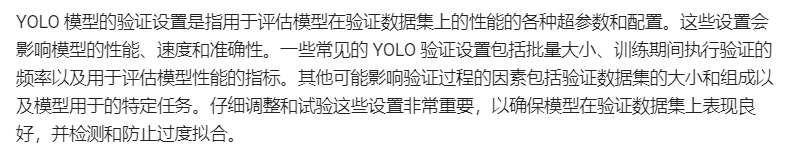 YOLO 模型的验证设置是指用于评估模型在验证数据集上的性能的各种超参数和配置。这些设置会
影响模型的性能、速度和准确性。一些常见的 YOLO 验证设置包括批量大小、训练期间执行验证的
频率以及用于评估模型性能的指标。其他可能影响验证过程的因素包括验证数据集的大小和组成以
及模型用于的特定任务。仔细调整和试验这些设置非常重要，以确保模型在验证数据集上表现良
好，并检测和防止过度拟合。